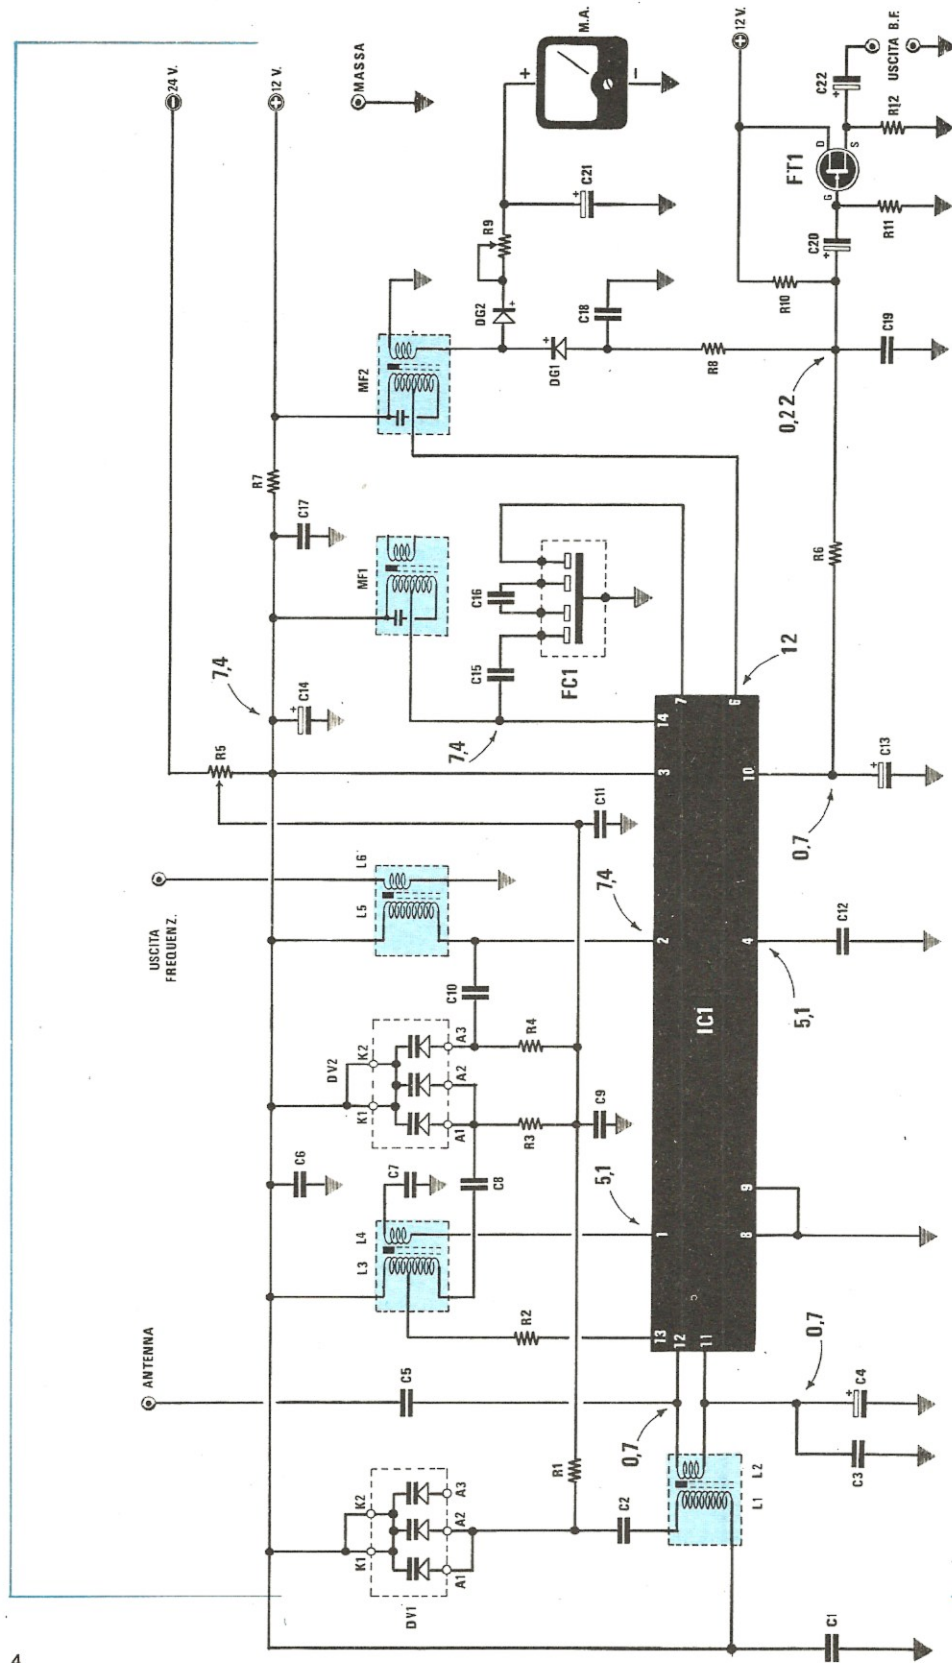 4
ANTENNA
USCITA
FREQUENZ.
24 V.
12 V.
MASSA
DV1
K1
K2
A1
A2
A3
C6
K1
K2
DV2
A1
A2
A3
R5
7,4
C14
C17
R7
C5
L3
L4
C7
C8
L5
L6
C10
MF1
MF2
DG2
R9
+
M.A.
−
C21
R1
R2
R3
R4
C9
C11
C15
C16
FC1
7,4
DG1
C18
C2
L1
L2
0,7
5,1
7,4
R8
R10
12 V.
13
12
11
1
2
3
14
7
IC1
8
9
4
10
6
12
0,22
C20
G
D
S
FT1
C22
USCITA B.F.
C1
C3
C4
0,7
5,1
C12
0,7
C13
R6
C19
R11
R12